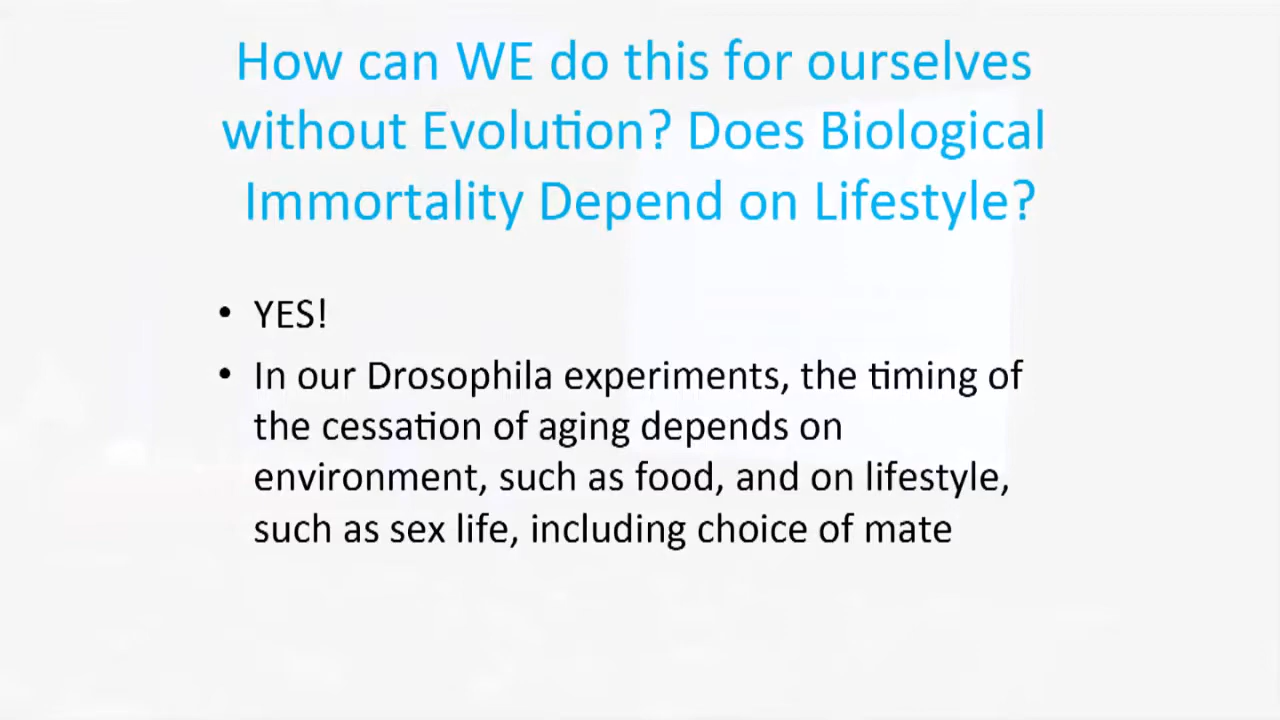 How can WE do this for ourselves
without Evolution? Does Biological
Immortality Depend on Lifestyle?
• YES!
• In our Drosophila experiments, the timing of
the cessation of aging depends on
environment, such as food, and on lifestyle,
such as sex life, including choice of mate